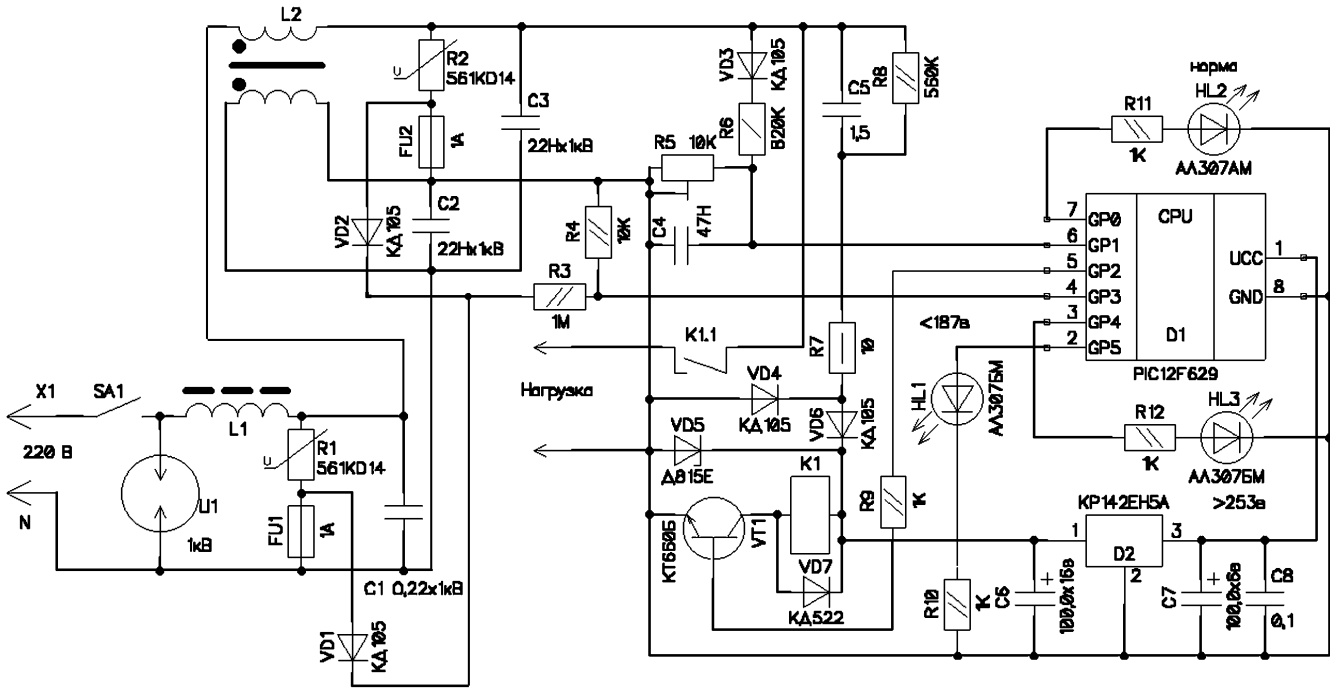 L2
R2
561KD14
U
FU2
1A
C3
22Нх1кВ
VD2
КД105
C2
22Нх1кВ
VD3
КД105
R6
820К
R5 10К
C4
47Н
R4
10К
R3
1М
C5
1,5
R8
560К
норма
HL2
R11
1К
АЛ307АМ
7 GP0
6 GP1
5 GP2
4 GP3
3 GP4
2 GP5
CPU
D1
UCC 1
GND 8
PIC12F629
<187в
HL1
АЛ307БМ
HL3
R12
1К
АЛ307БМ
>253в
K1.1
Нагрузка
R7
10
VD4
КД105
VD6
КД105
VD5
Д815Е
K1
КТ660Б
VT1
VD7
КД522
R9
1К
R10
1К
КР142ЕН5А
1 D2 3
2
C6
100,0х16в
+
C7
100,0х6в
+
C8
0,1
X1
SA1
220 В
N
L1
U1
1кВ
R1
561KD14
U
FU1
1A
C1 0,22х1кВ
VD1
КД105